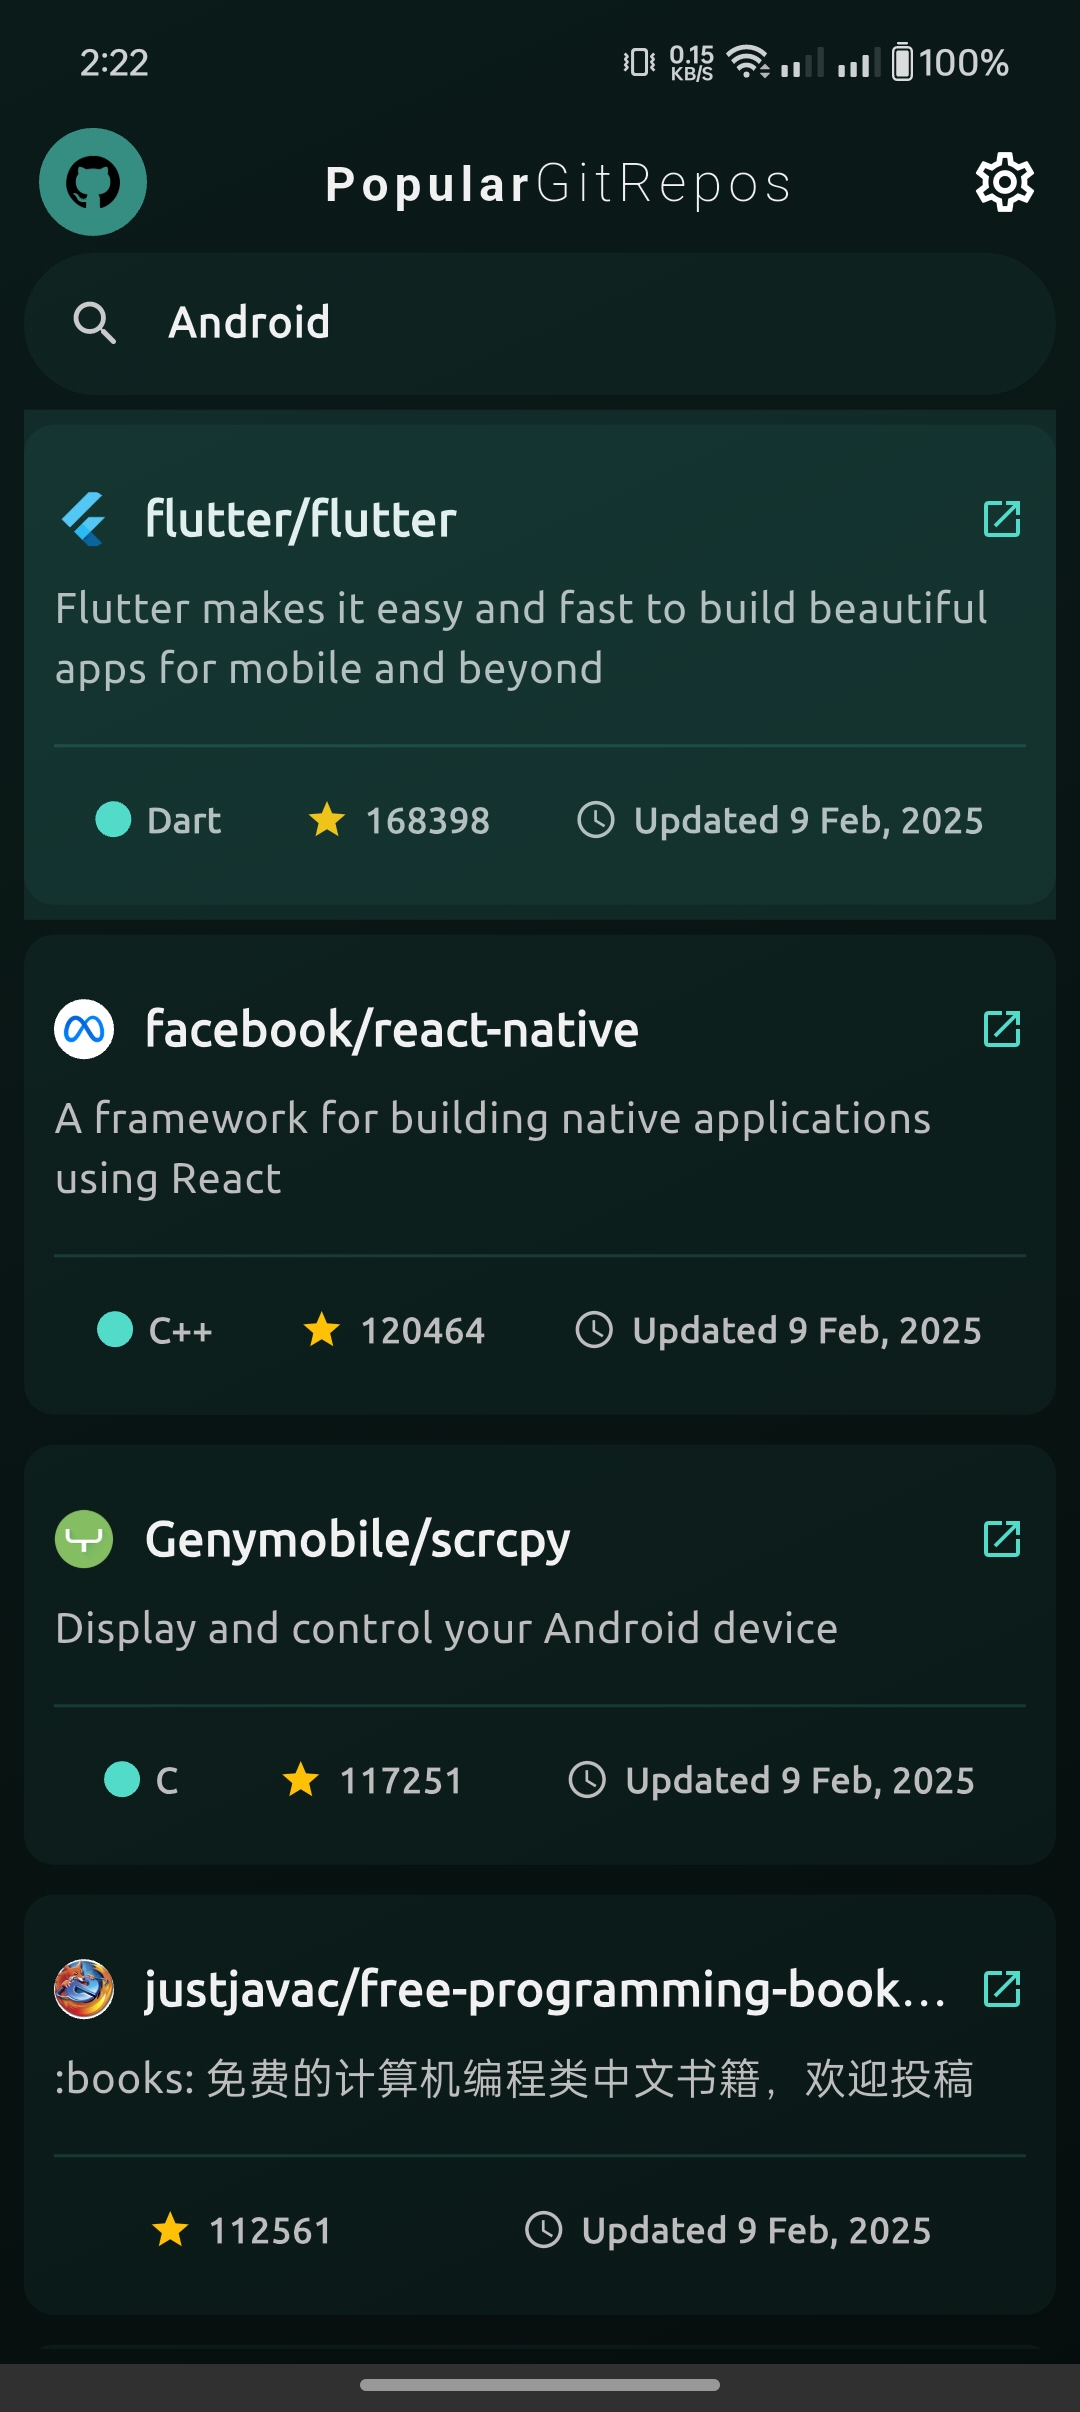 2:22
0.15 KB/S
100%
PopularGitRepos
Android
flutter/flutter
Flutter makes it easy and fast to build beautiful
apps for mobile and beyond
Dart 168398 Updated 9 Feb, 2025
facebook/react-native
A framework for building native applications
using React
C++ 120464 Updated 9 Feb, 2025
Genymobile/scrcpy
Display and control your Android device
C 117251 Updated 9 Feb, 2025
justjavac/free-programming-book...
:books: 免费的计算机编程类中文书籍，欢迎投稿
112561 Updated 9 Feb, 2025